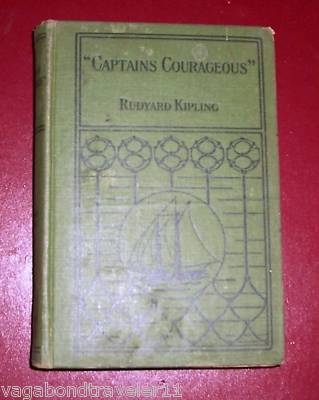 "CAPTAINS COURAGEOUS"
RUDYARD KIPLING
vagabondtraveler11